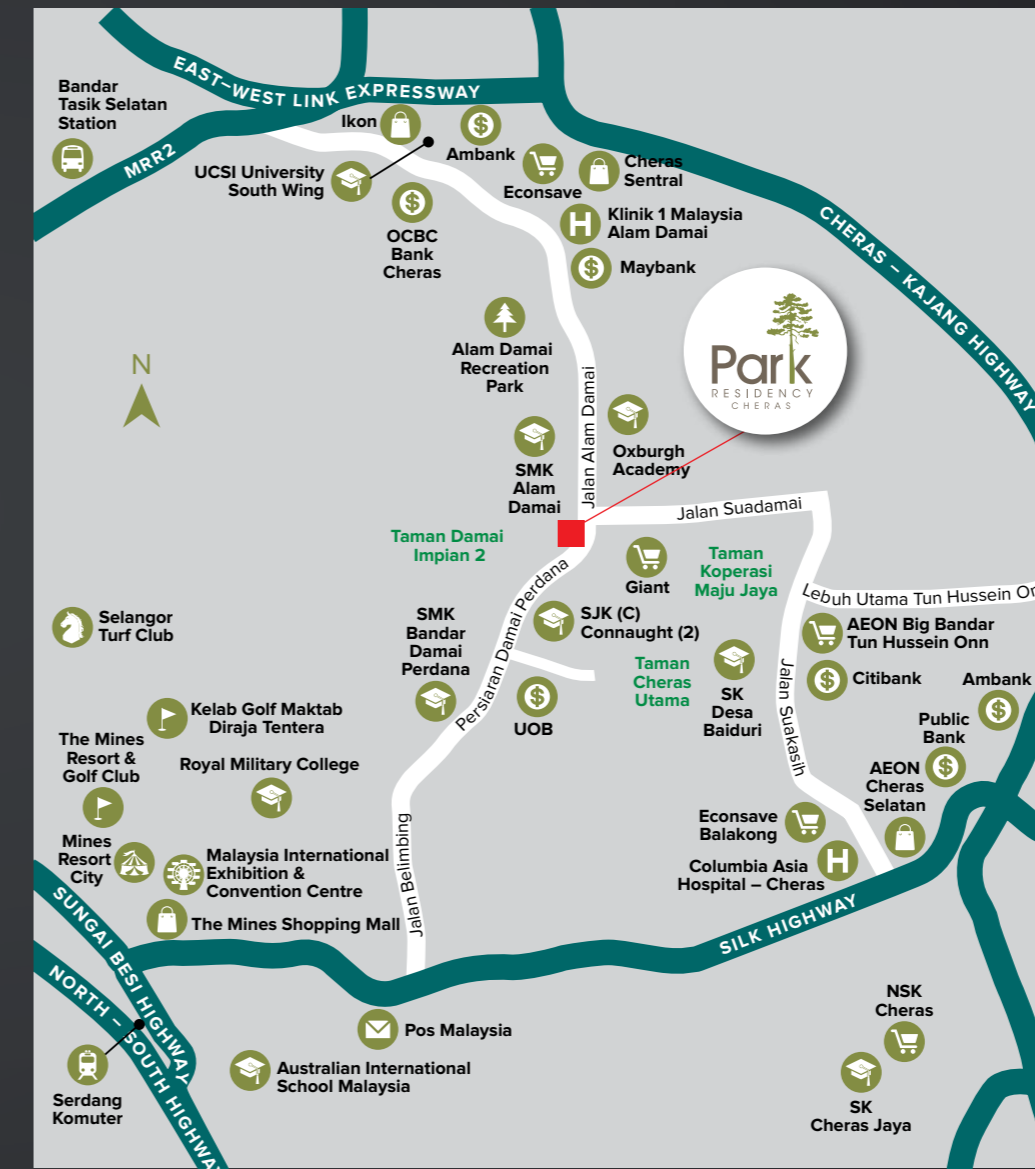 EAST–WEST LINK EXPRESSWAY
Bandar
Tasik Selatan
Station
MRR2
Ikon
UCSI University
South Wing
Ambank
OCBC
Bank
Cheras
Econsave
Cheras
Sentral
Klinik 1 Malaysia
Alam Damai
H
Maybank
CHERAS – KAJANG HIGHWAY
Park
RESIDENCY
CHERAS
N
Alam Damai
Recreation
Park
Jalan Alam Damai
SMK
Alam
Damai
Oxburgh
Academy
Jalan Suadamai
Taman Damai
Impian 2
Giant
Taman
Koperasi
Maju Jaya
Lebuh Utama Tun Hussein On
Selangor
Turf Club
SMK
Bandar
Damai
Perdana
Persiaran Damai Perdana
SJK (C)
Connaught (2)
AEON Big Bandar
Tun Hussein Onn
Taman
Cheras
Utama
SK
Desa
Baiduri
Jalan Suakasih
Citibank
Ambank
UOB
Kelab Golf Maktab
Diraja Tentera
Public
Bank
The Mines
Resort &
Golf Club
Royal Military College
AEON
Cheras
Selatan
Mines
Resort
City
Malaysia International
Exhibition &
Convention Centre
Jalan Belimbing
Econsave
Balakong
Columbia Asia
Hospital – Cheras
H
The Mines Shopping Mall
SUNGAI BESI HIGHWAY
SILK HIGHWAY
NORTH – SOUTH HIGHWA
NSK
Cheras
Pos Malaysia
Australian International
School Malaysia
Serdang
Komuter
SK
Cheras Jaya